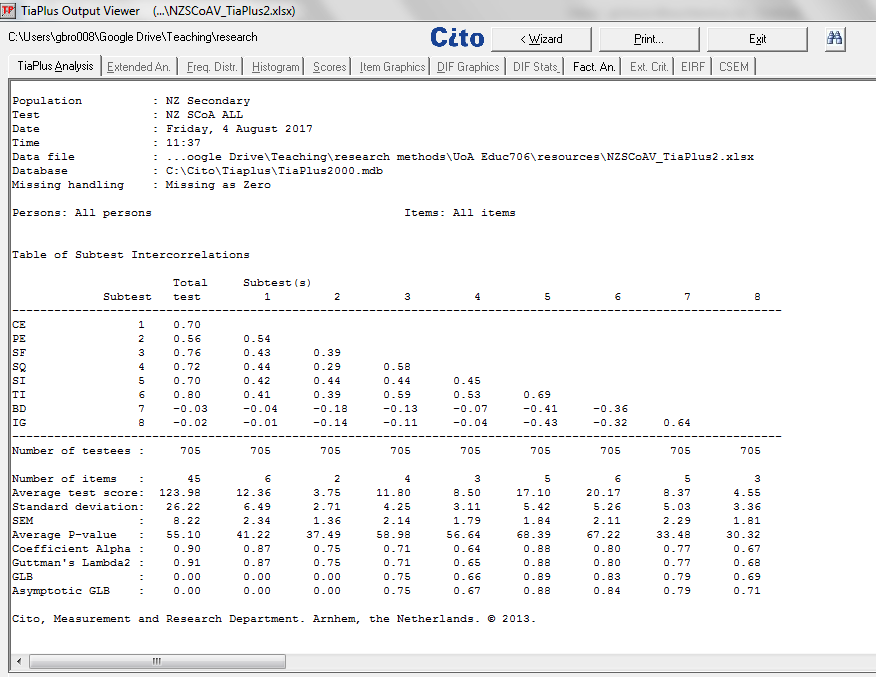 TiaPlus Output Viewer (...\NZSCoAV_TiaPlus2.xlsx)
C:\Users\gbro008\Google Drive\Teaching\research
Cito
< Wizard
Print...
Exit
TiaPlus Analysis Extended An. Freq. Distr. Histogram Scores Item Graphics DIF Graphics DIF Stats. Fact. An. Ext. Crit. EIRF CSEM
Population : NZ Secondary
Test : NZ SCoA ALL
Date : Friday, 4 August 2017
Time : 11:37
Data file : ...oogle Drive\Teaching\research methods\UoA Educ706\resources\NZSCoAV_TiaPlus2.xlsx
Database : C:\Cito\Tiaplus\TiaPlus2000.mdb
Missing handling : Missing as Zero
Persons: All persons Items: All items
Table of Subtest Intercorrelations
Total Subtest(s)
Subtest test 1 2 3 4 5 6 7 8
CE 1 0.70
PE 2 0.56 0.54
SF 3 0.76 0.43 0.39
SQ 4 0.72 0.44 0.29 0.58
SI 5 0.70 0.42 0.44 0.44 0.45
TI 6 0.80 0.41 0.39 0.59 0.53 0.69
BD 7 -0.03 -0.04 -0.18 -0.13 -0.07 -0.41 -0.36
IG 8 -0.02 -0.01 -0.14 -0.11 -0.04 -0.43 -0.32 0.64
Number of testees : 705 705 705 705 705 705 705 705 705
Number of items : 45 6 2 4 3 5 6 5 3
Average test score: 123.98 12.36 3.75 11.80 8.50 17.10 20.17 8.37 4.55
Standard deviation: 26.22 6.49 2.71 4.25 3.11 5.42 5.26 5.03 3.36
SEM : 8.22 2.34 1.36 2.14 1.79 1.84 2.11 2.29 1.81
Average P-value : 55.10 41.22 37.49 58.98 56.64 68.39 67.22 33.48 30.32
Coefficient Alpha : 0.90 0.87 0.75 0.71 0.64 0.88 0.80 0.77 0.67
Guttman's Lambda2 : 0.91 0.87 0.75 0.71 0.65 0.88 0.80 0.77 0.68
GLB : 0.00 0.00 0.00 0.75 0.66 0.89 0.83 0.79 0.69
Asymptotic GLB : 0.00 0.00 0.00 0.75 0.67 0.88 0.84 0.79 0.71
Cito, Measurement and Research Department. Arnhem, the Netherlands. © 2013.